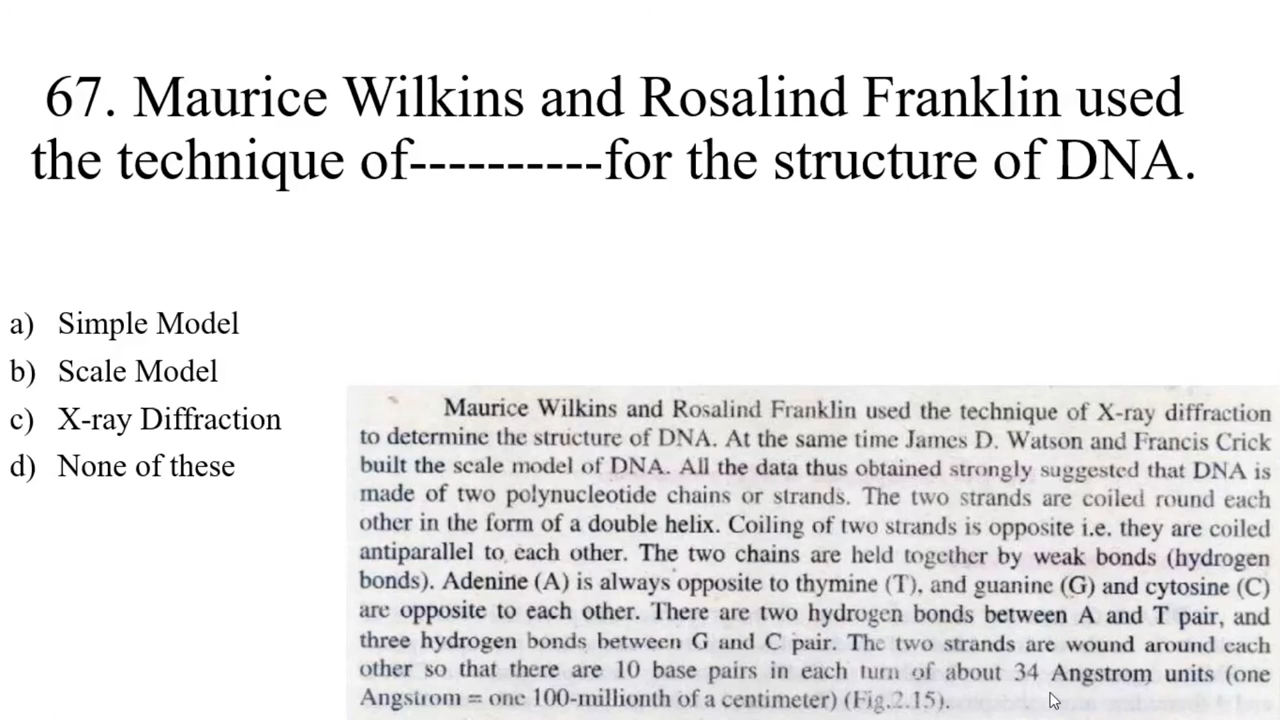 67. Maurice Wilkins and Rosalind Franklin used
the technique of----------for the structure of DNA.
a) Simple Model
b) Scale Model
c) X-ray Diffraction
d) None of these
Maurice Wilkins and Rosalind Franklin used the technique of X-ray diffraction
to determine the structure of DNA. At the same time James D. Watson and Francis Crick
built the scale model of DNA. All the data thus obtained strongly suggested that DNA is
made of two polynucleotide chains or strands. The two strands are coiled round each
other in the form of a double helix. Coiling of two strands is opposite i.e. they are coiled
antiparallel to each other. The two chains are held together by weak bonds (hydrogen
bonds). Adenine (A) is always opposite to thymine (T), and guanine (G) and cytosine (C)
are opposite to each other. There are two hydrogen bonds between A and T pair, and
three hydrogen bonds between G and C pair. The two strands are wound around each
other so that there are 10 base pairs in each turn of about 34 Angstrom units (one
Angstrom = one 100-millionth of a centimeter) (Fig.2.15).